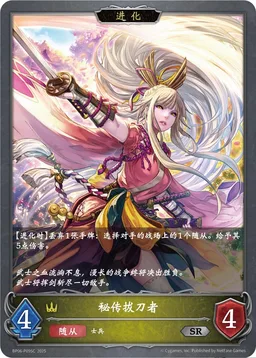 进化
【进化时】丢弃1张手牌：选择对手的战场上的1个随从。给予其
5点伤害。
武士之血流淌不息，漫长的战争终将决出胜负。
武士将挥剑斩尽一切敌手。
4
秘传拔刀者
4
随从
士兵
SR